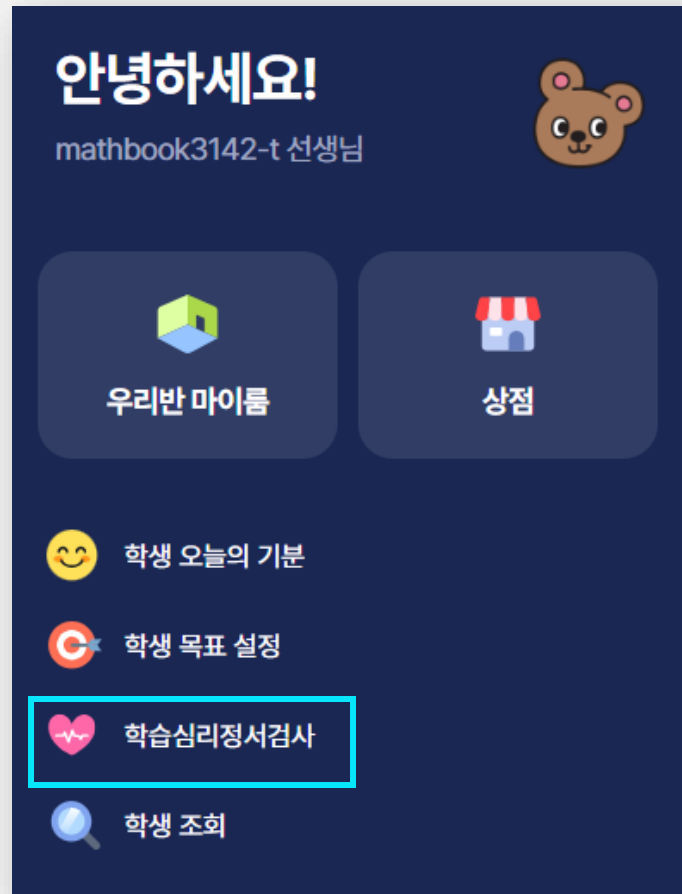 안녕하세요!
mathbook3142-t 선생님
우리반 마이룸
상점
학생 오늘의 기분
학생 목표 설정
학습심리정서검사
학생 조회